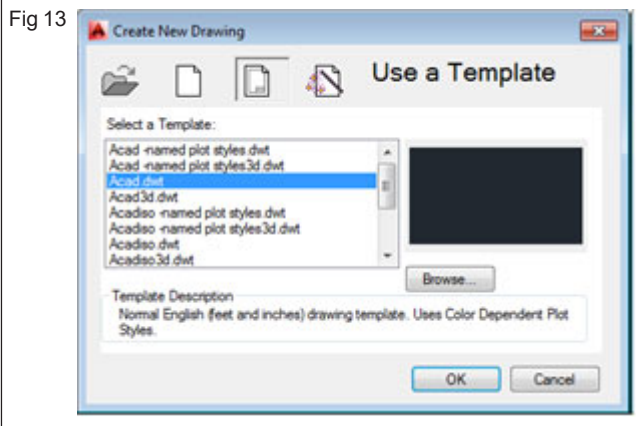 Fig 13
Create New Drawing
Use a Template
Select a Template:
Acad -named plot styles.dwt
Acad -named plot styles3d.dwt
Acad.dwt
Acad3d.dwt
Acadiso -named plot styles.dwt
Acadiso -named plot styles3d.dwt
Acadiso.dwt
Acadiso3d.dwt
Browse...
Template Description
Normal English (feet and inches) drawing template. Uses Color Dependent Plot
Styles.
OK
Cancel